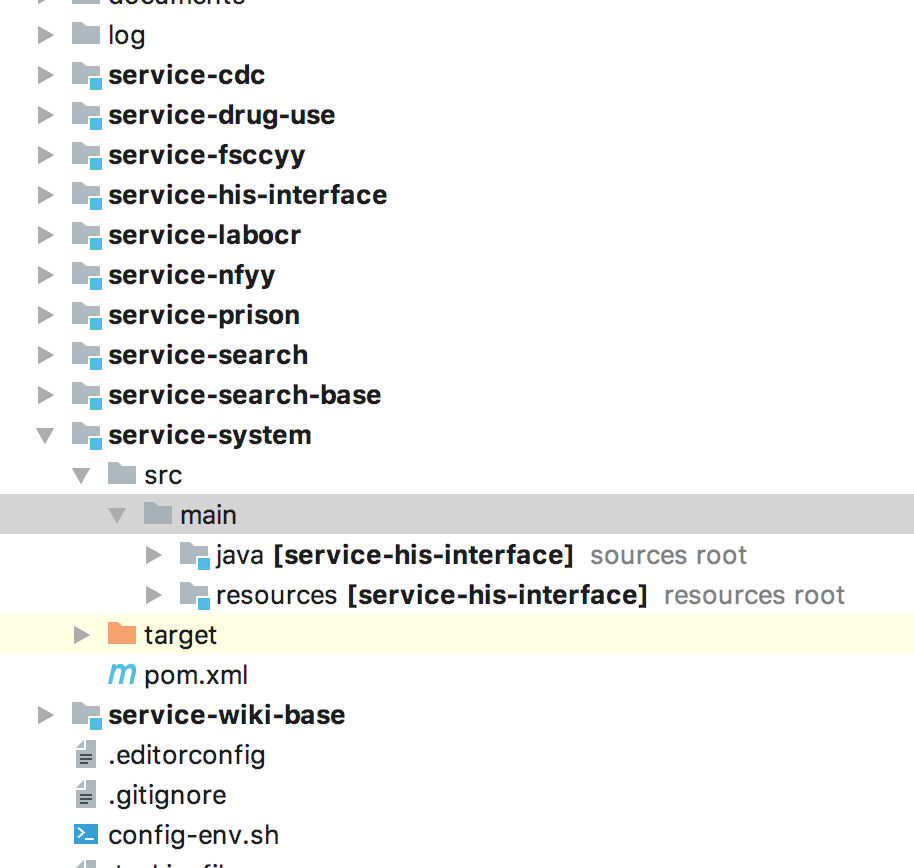 documents
log
service-cdc
service-drug-use
service-fsccyy
service-his-interface
service-labocr
service-nfyy
service-prison
service-search
service-search-base
service-system
src
main
java [service-his-interface] sources root
resources [service-his-interface] resources root
target
m pom.xml
service-wiki-base
.editorconfig
.gitignore
config-env.sh